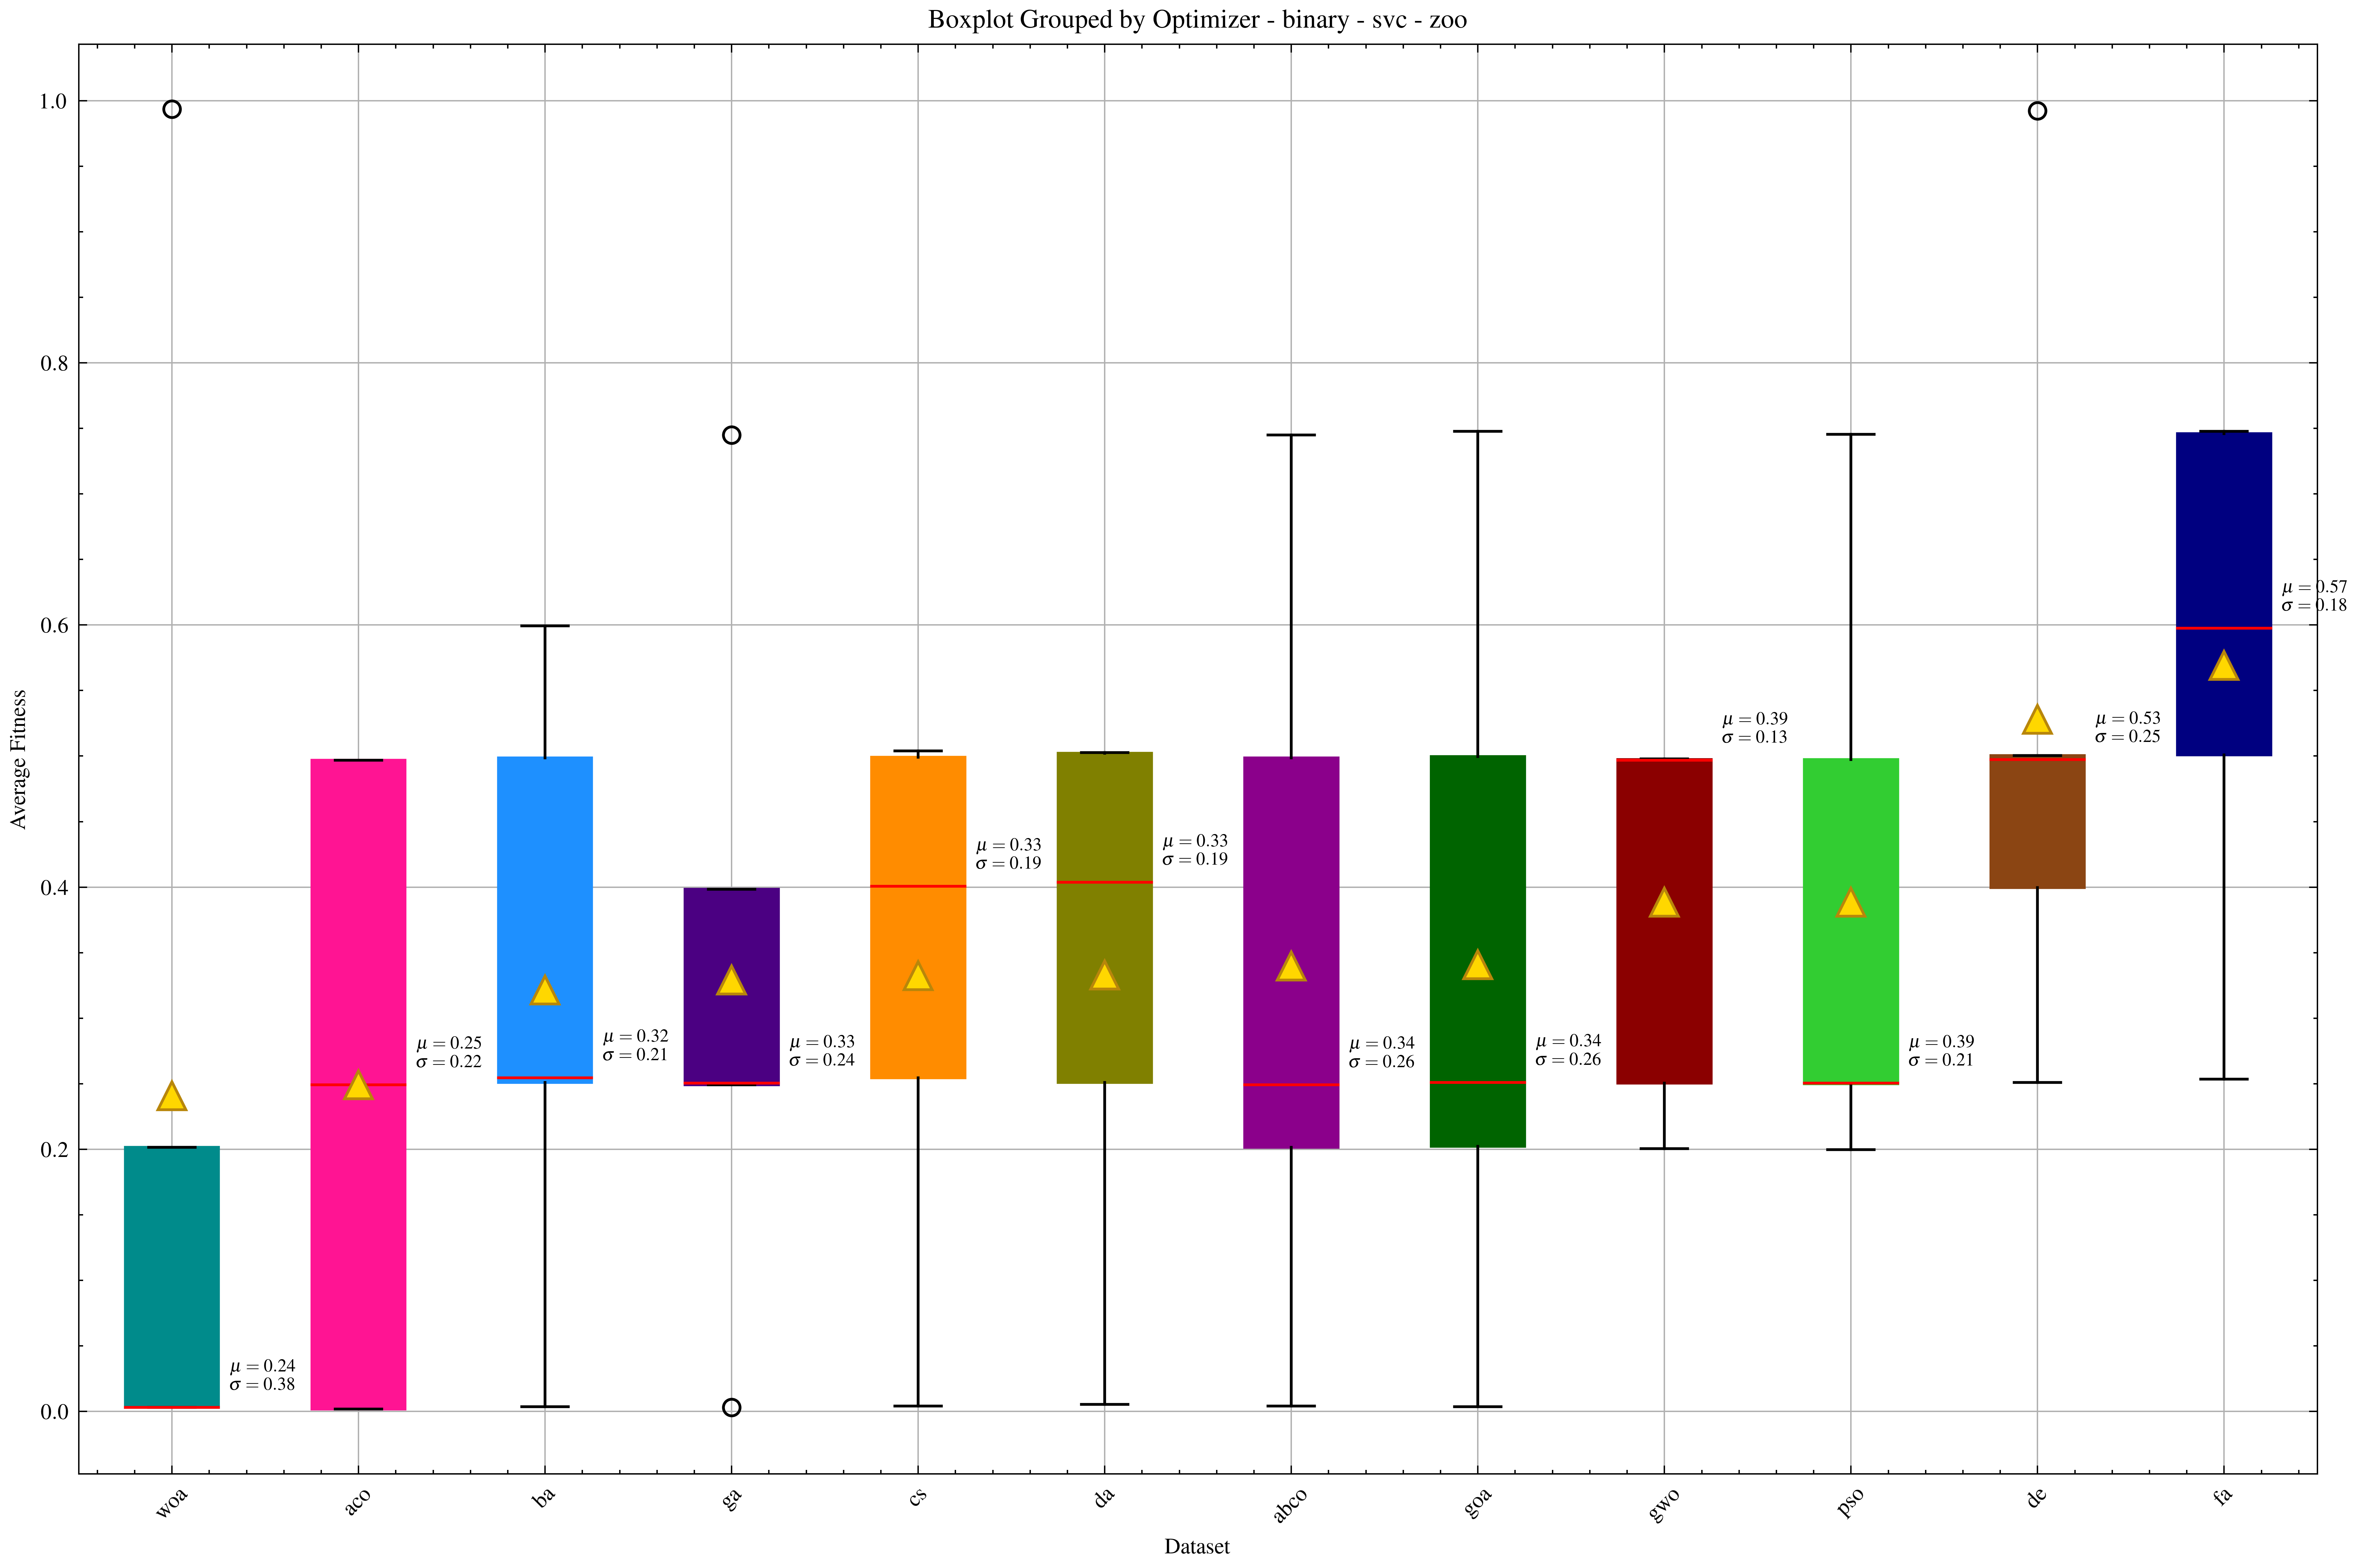 Boxplot Grouped by Optimizer - binary - svc - zoo
Average Fitness
1.0
0.8
0.6
0.4
0.2
0.0
μ = 0.24
σ = 0.38
μ = 0.25
σ = 0.22
μ = 0.32
σ = 0.21
μ = 0.33
σ = 0.24
μ = 0.33
σ = 0.19
μ = 0.33
σ = 0.19
μ = 0.34
σ = 0.26
μ = 0.34
σ = 0.26
μ = 0.39
σ = 0.13
μ = 0.39
σ = 0.21
μ = 0.53
σ = 0.25
μ = 0.57
σ = 0.18
woa
aco
ba
ga
cs
da
abco
goa
gwo
pso
de
fa
Dataset